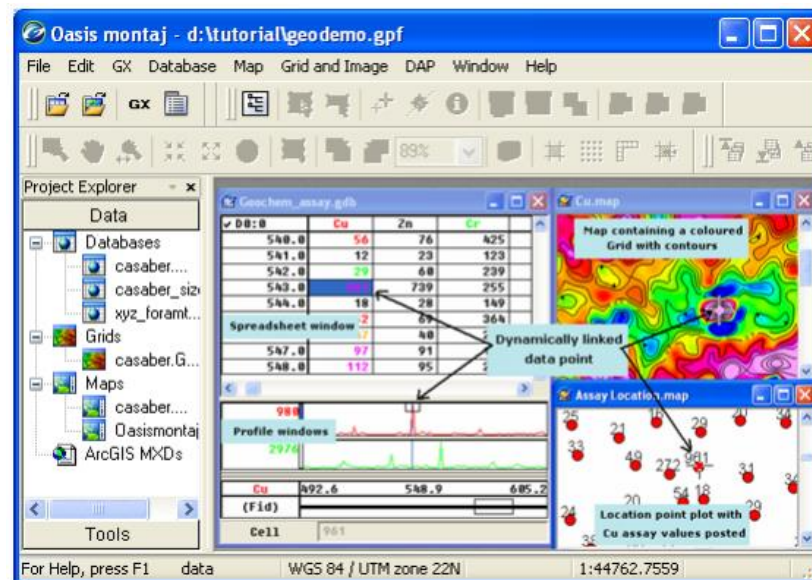 Oasis montaj - d:\tutorial\geodemo.gpf
File Edit GX Database Map Grid and Image DAP Window Help
GX
89%
Project Explorer
Data
Databases
casaber....
casaber_size
xyz_foramt...
Grids
casaber.G...
Maps
casaber....
Oasismontaj
ArcGIS MXDs
Tools
Geochem_assay.gdb
D0:0 Cu Zn Cr
540.0 56 76 425
541.0 12 23 123
542.0 29 60 239
543.0 739 255
544.0 18 28 149
69 364
40
547.0 97 91
548.0 112 95
Spreadsheet window
Dynamically linked
data point
980
Profile windows
2976
Cu 492.6 548.9 605.2
(Fid)
Cell 961
Cu.map
Map containing a coloured
Grid with contours
Assay Location.map
25 21 29
33 49 272 961 31
20 54 18 29
24
Location point plot with
Cu assay values posted
For Help, press F1 data WGS 84 / UTM zone 22N 1:44762.7559